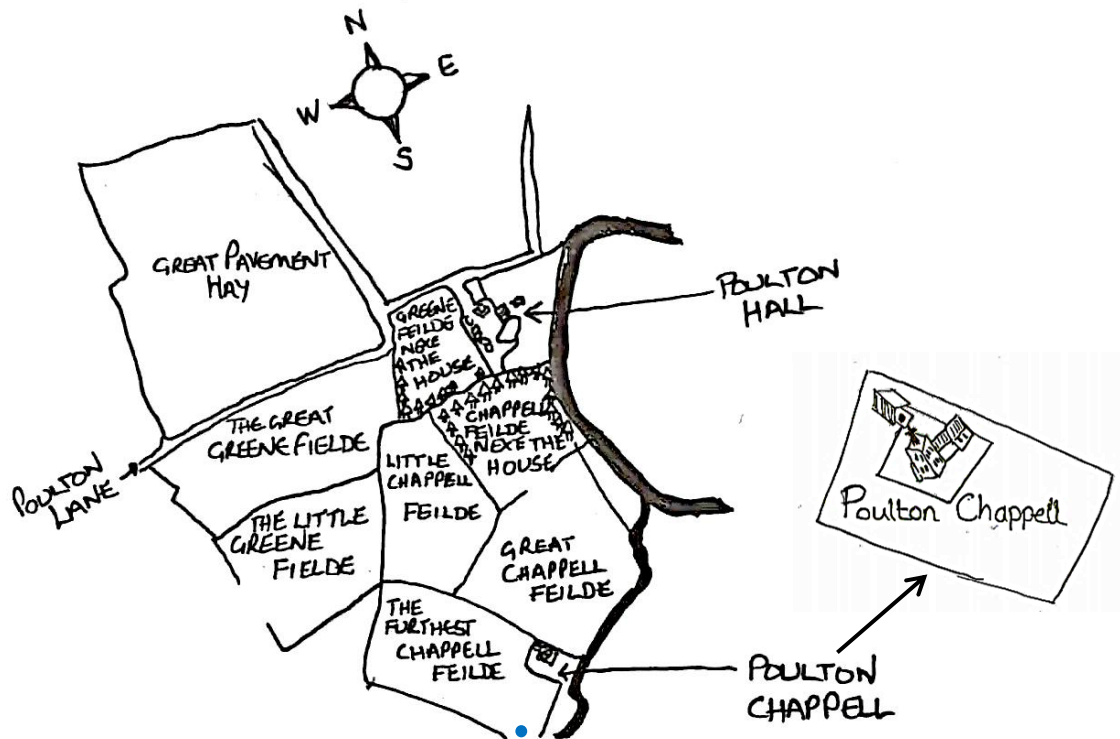 N
E
W
S
GREAT PAVEMENT
HAY
POULTON
HALL
GREENE
FEILDE
NEXE
THE
HOUSE
THE GREAT
GREENE FIELDE
CHAPPELL
FEILDE
NEXE THE
HOUSE
POULTON
LANE
LITTLE
CHAPPELL
FEILDE
THE LITTLE
GREENE
FIELDE
GREAT
CHAPPELL
FEILDE
THE
FURTHEST
CHAPPELL
FEILDE
Poulton Chappell
POULTON
CHAPPELL